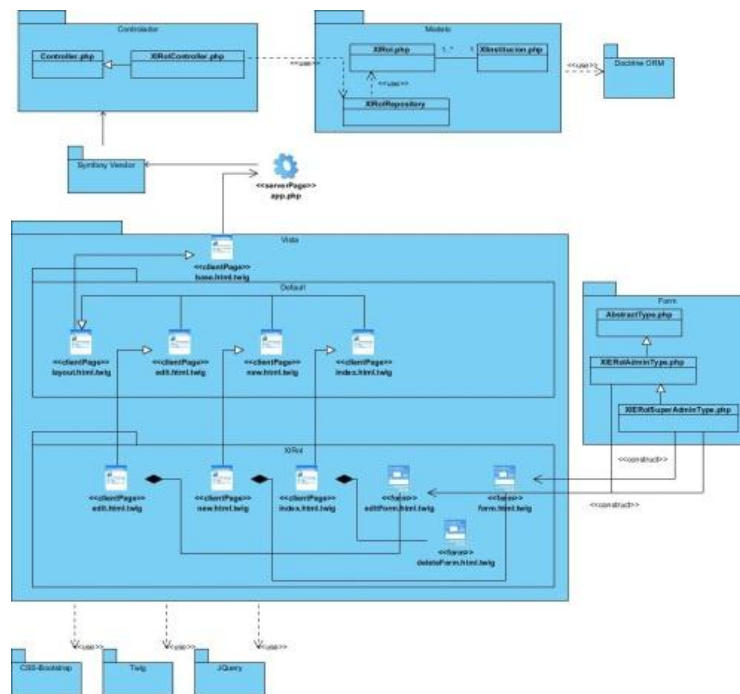 Controlador
Controller.php
XIRolController.php
<<use>>
Modelo
XIRol.php
1..*
1
XIInstitucion.php
<<use>>
XIRolRepository
<<use>>
Doctrine ORM
Symfony Vendor
<<serverPage>>
app.php
Vista
<<clientPage>>
base.html.twig
Default
<<clientPage>>
layout.html.twig
<<clientPage>>
edit.html.twig
<<clientPage>>
new.html.twig
<<clientPage>>
index.html.twig
Form
AbstractType.php
XIERolAdminType.php
XIERolSuperAdminType.php
<<construct>>
<<construct>>
XIRol
<<clientPage>>
edit.html.twig
<<clientPage>>
new.html.twig
<<clientPage>>
index.html.twig
<<form>>
editForm.html.twig
<<form>>
form.html.twig
<<form>>
deleteForm.html.twig
<<use>>
<<use>>
<<use>>
CSS-Bootstrap
Twig
JQuery